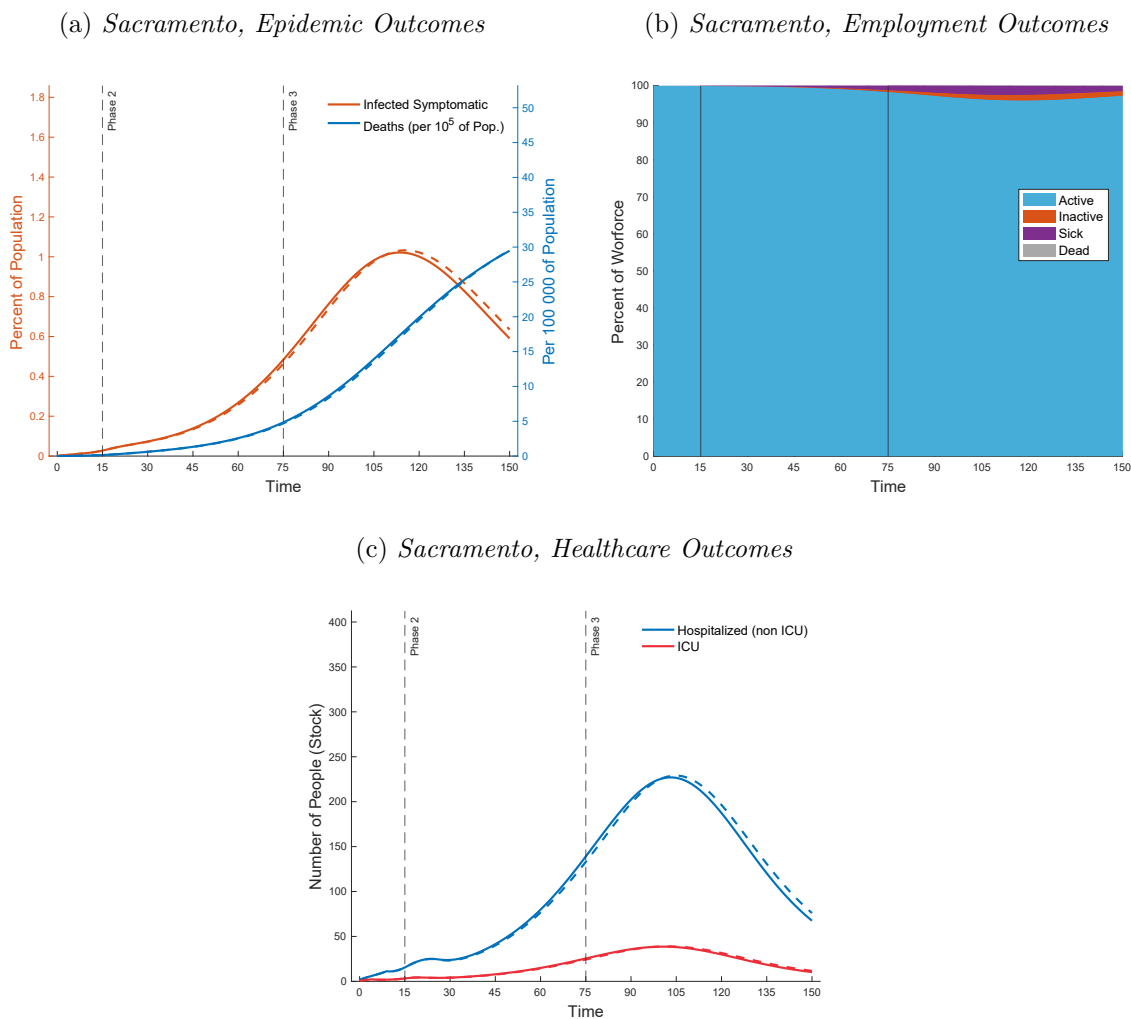 (a) Sacramento, Epidemic Outcomes
1.8
1.6
1.4
1.2
1
0.8
0.6
0.4
0.2
0
Percent of Population
Phase 2
Phase 3
Infected Symptomatic
Deaths (per 10⁵ of Pop.)
50
45
40
35
30
25
20
15
10
5
0
Per 100 000 of Population
0 15 30 45 60 75 90 105 120 135 150
Time
(b) Sacramento, Employment Outcomes
100
90
80
70
60
50
40
30
20
10
0
Percent of Worforce
Active
Inactive
Sick
Dead
0 15 30 45 60 75 90 105 120 135 150
Time
(c) Sacramento, Healthcare Outcomes
400
350
300
250
200
150
100
50
0
Number of People (Stock)
Phase 2
Phase 3
Hospitalized (non ICU)
ICU
0 15 30 45 60 75 90 105 120 135 150
Time